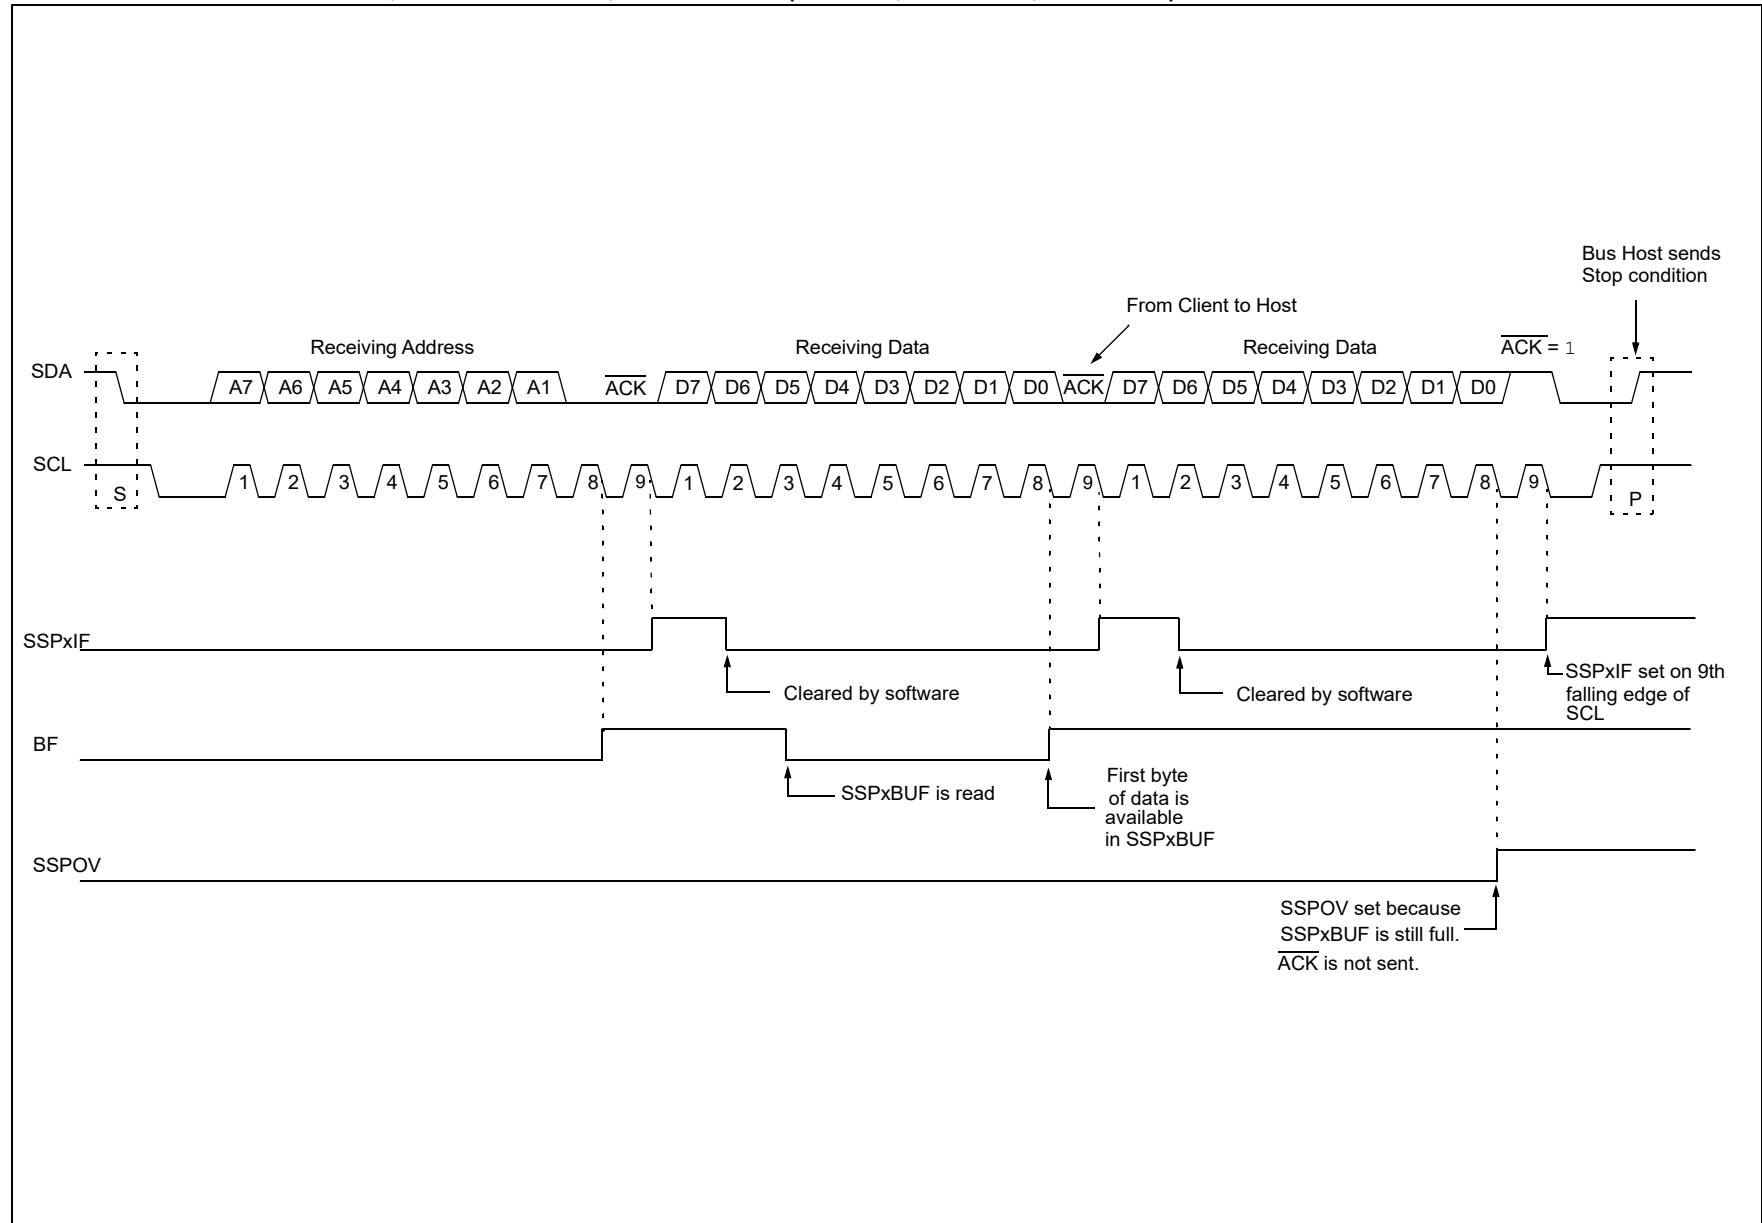 Bus Host sends
Stop condition
From Client to Host
Receiving Address
Receiving Data
Receiving Data
ACK = 1
SDA
A7 A6 A5 A4 A3 A2 A1 ACK D7 D6 D5 D4 D3 D2 D1 D0 ACK D7 D6 D5 D4 D3 D2 D1 D0
SCL
S
1 2 3 4 5 6 7 8 9 1 2 3 4 5 6 7 8 9 1 2 3 4 5 6 7 8 9
P
SSPxIF
Cleared by software
Cleared by software
SSPxIF set on 9th
falling edge of
SCL
BF
SSPxBUF is read
First byte
of data is
available
in SSPxBUF
SSPOV
SSPOV set because
SSPxBUF is still full.
ACK is not sent.